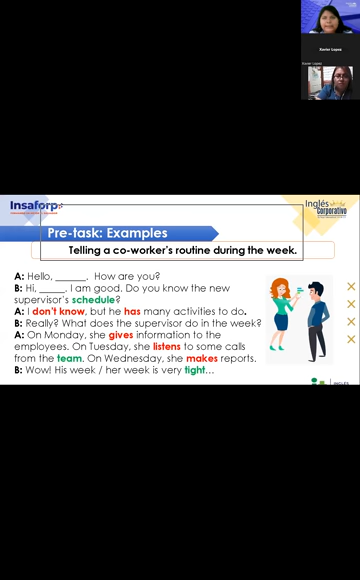 Xavier Lopez
Xavier Lopez
Insaforp
Inglés
Corporativo
Pre-task: Examples
Telling a co-worker's routine during the week.
A: Hello, ______. How are you?
B: Hi, _____. I am good. Do you know the new
supervisor's schedule?
A: I don't know, but he has many activities to do.
B: Really? What does the supervisor do in the week?
A: On Monday, she gives information to the
employees. On Tuesday, she listens to some calls
from the team. On Wednesday, she makes reports.
B: Wow! His week / her week is very tight...
INGLÉS